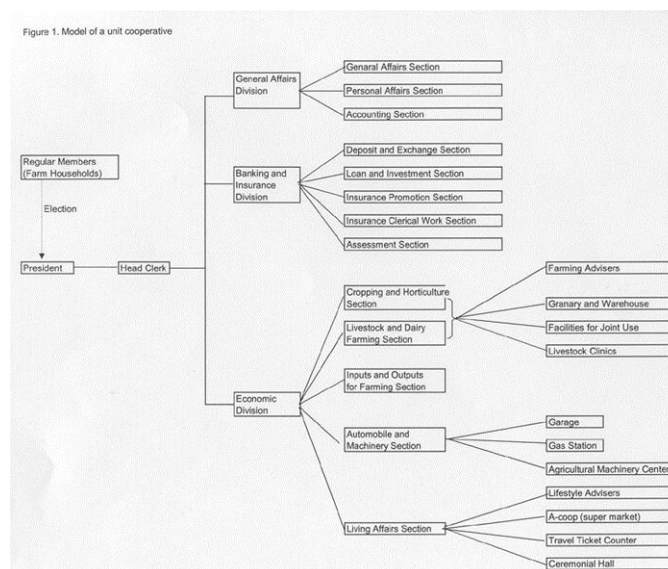 Figure 1. Model of a unit cooperative
General Affairs
Division
Genaral Affairs Section
Personal Affairs Section
Accounting Section
Regular Members
(Farm Households)
Election
President
Head Clerk
Banking and
Insurance
Division
Deposit and Exchange Section
Loan and Investment Section
Insurance Promotion Section
Insurance Clerical Work Section
Assessment Section
Economic
Division
Cropping and Horticulture
Section
Livestock and Dairy
Farming Section
Farming Advisers
Granary and Warehouse
Facilities for Joint Use
Livestock Clinics
Inputs and Outputs
for Farming Section
Automobile and
Machinery Section
Garage
Gas Station
Agricultural Machinery Center
Living Affairs Section
Lifestyle Advisers
A-coop (super market)
Travel Ticket Counter
Ceremonial Hall